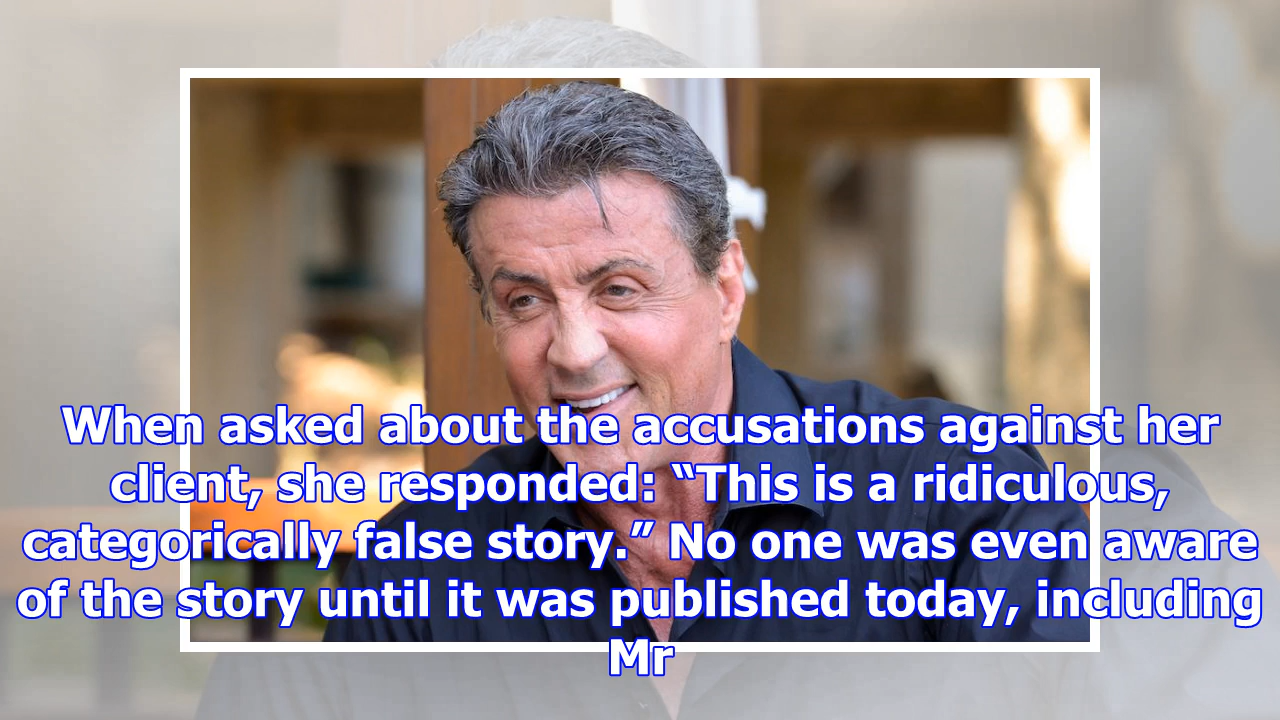 When asked about the accusations against her
client, she responded: “This is a ridiculous,
categorically false story.” No one was even aware
of the story until it was published today, including
Mr